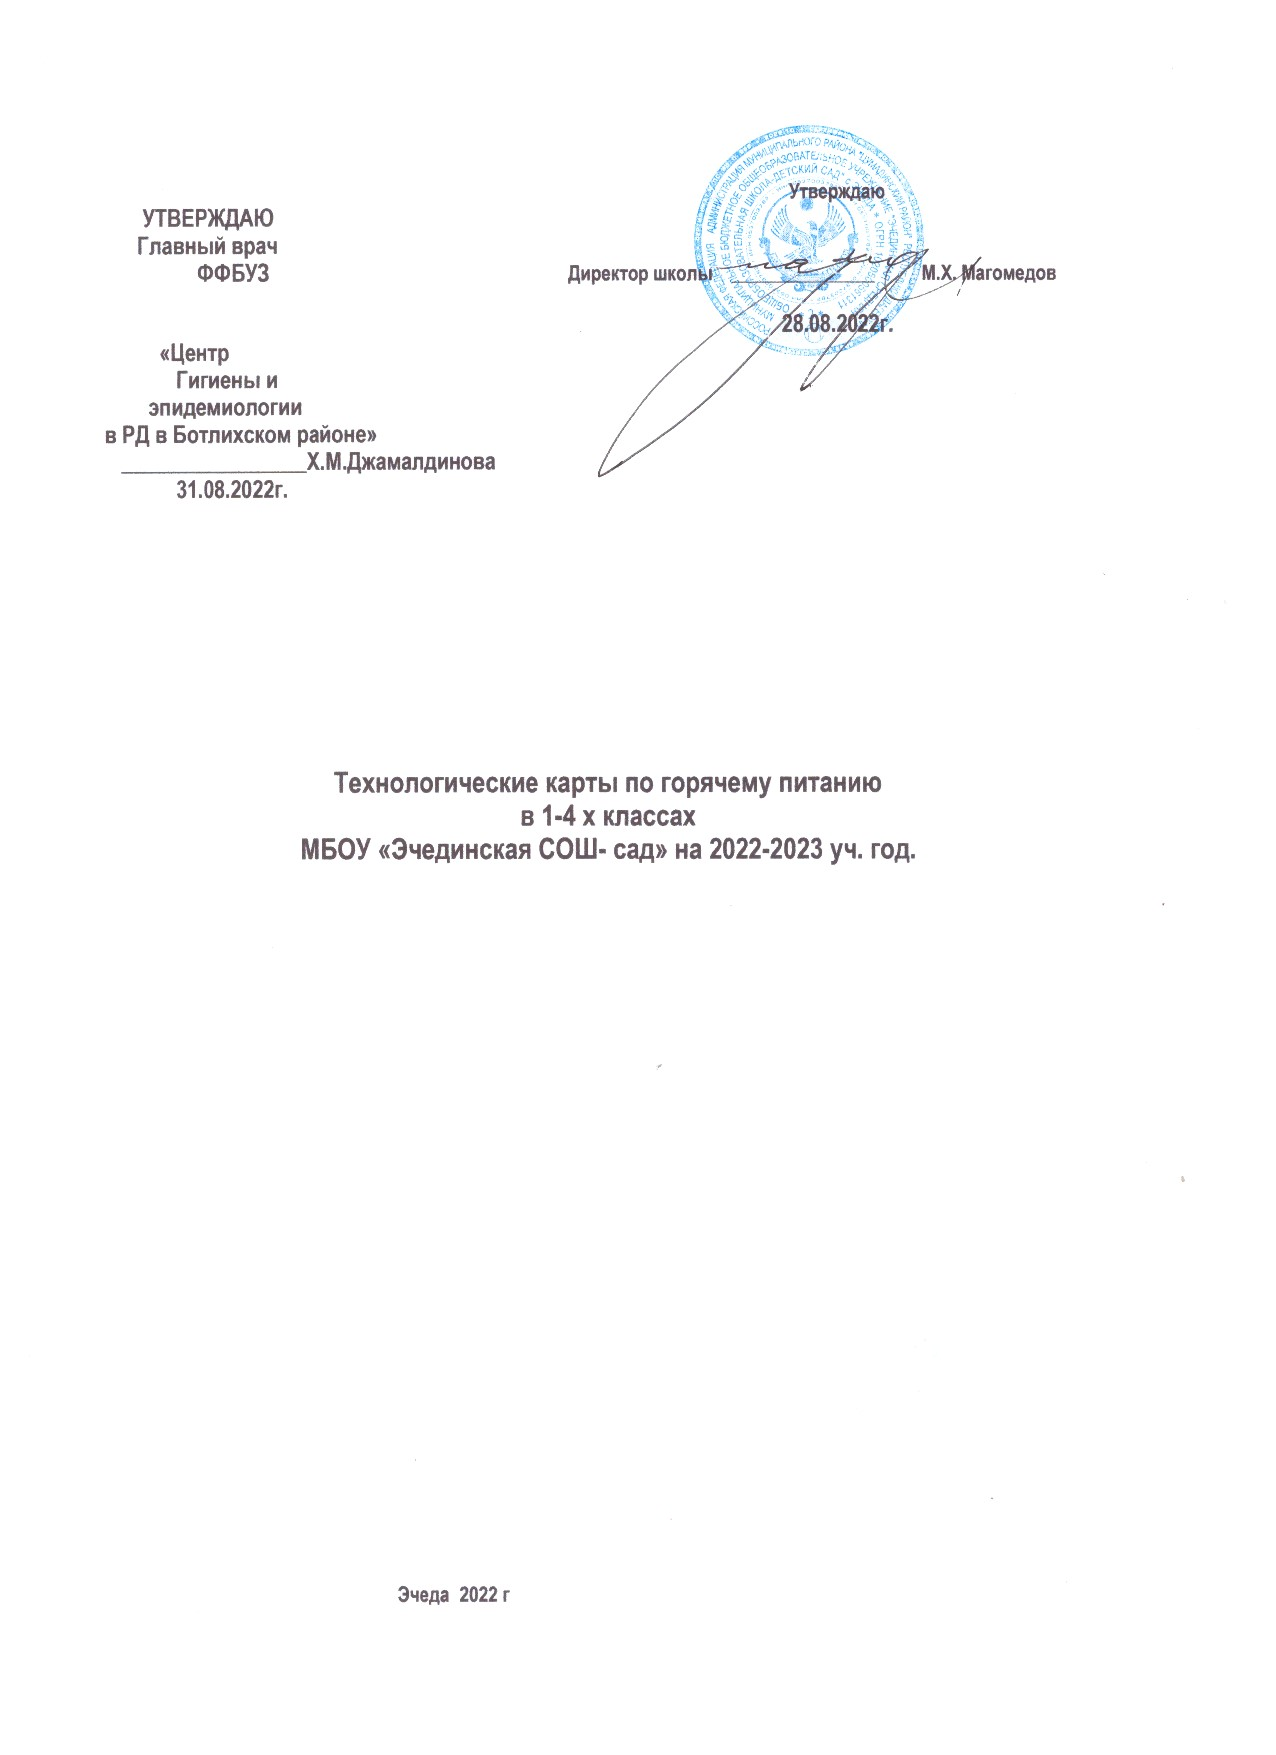 УТВЕРЖДАЮ
Главный врач
ФФБУЗ
«Центр
Гигиены и
эпидемиологии
в РД в Ботлихском районе»
_________________Х.М.Джамалдинова
31.08.2022г.
Утверждаю
Директор школы__________________М.Х. Магомедов
28.08.2022г.
Технологические карты по горячему питанию
в 1-4 х классах
МБОУ «Эчединская СОШ- сад» на 2022-2023 уч. год.
Эчеда 2022 г